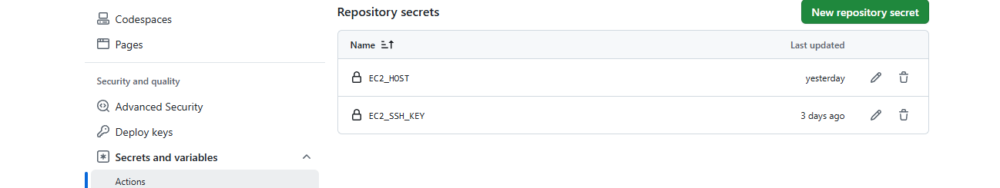 Codespaces
Pages
Security and quality
Advanced Security
Deploy keys
Secrets and variables
Actions
Repository secrets
New repository secret
Name
Last updated
EC2_HOST
yesterday
EC2_SSH_KEY
3 days ago